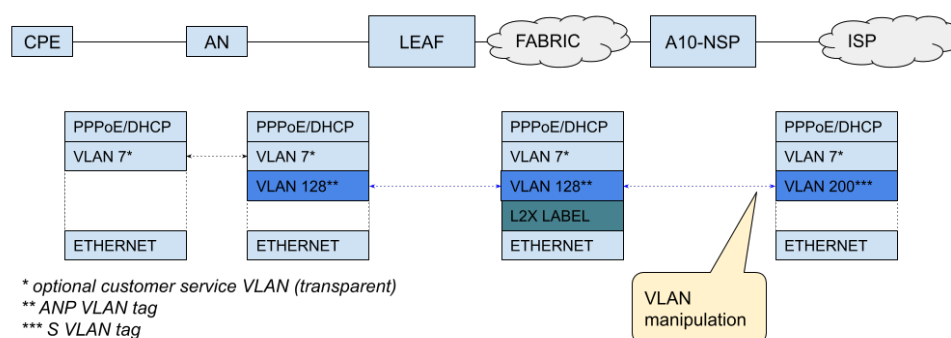 CPE
AN
LEAF
FABRIC
A10-NSP
ISP
PPPoE/DHCP
VLAN 7*
ETHERNET
PPPoE/DHCP
VLAN 7*
VLAN 128**
ETHERNET
PPPoE/DHCP
VLAN 7*
VLAN 128**
L2X LABEL
ETHERNET
PPPoE/DHCP
VLAN 7*
VLAN 200***
ETHERNET
* optional customer service VLAN (transparent)
** ANP VLAN tag
*** S VLAN tag
VLAN
manipulation